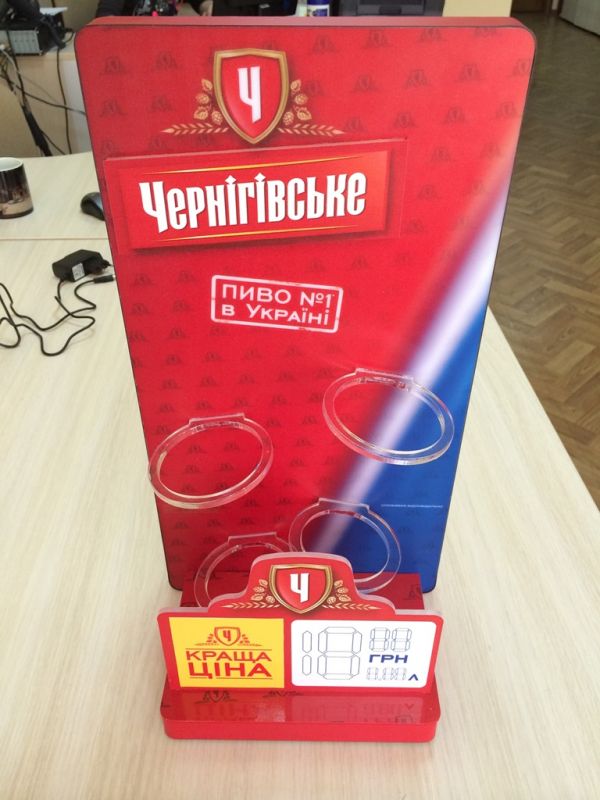 Ч
ЧЕРНІГІВСЬКЕ
ПИВО №1
В УКРАЇНІ
Ч
Ч
КРАЩА
ЦІНА
ГРН
Л